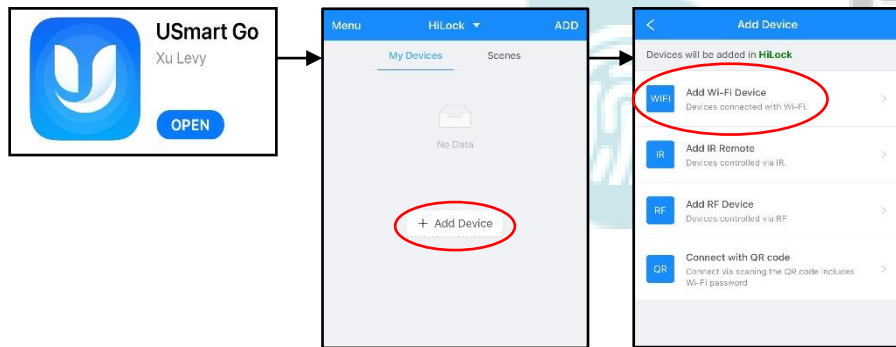 USmart Go
Xu Levy
OPEN
Menu HiLock ADD
My Devices Scenes
No Data
+ Add Device
Add Device
Devices will be added in HiLock
WIFI Add Wi-Fi Device
Devices connected with Wi-Fi.
IR Add IR Remote
Devices controlled via IR.
RF Add RF Device
Devices controlled via RF
QR Connect with QR code
Connect via scaning the QR code includes
Wi-Fi password